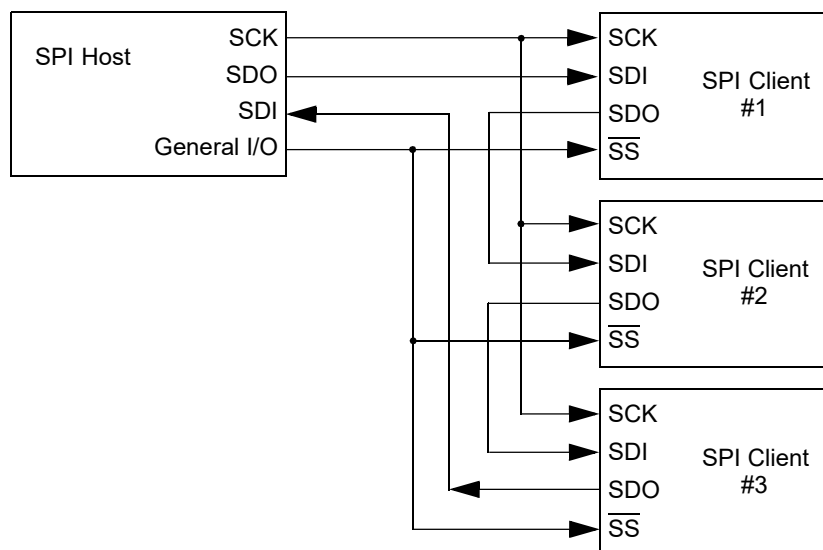 SPI Host
SCK
SDO
SDI
General I/O
SCK
SDI
SDO
SS
SPI Client
#1
SCK
SDI
SDO
SS
SPI Client
#2
SCK
SDI
SDO
SS
SPI Client
#3